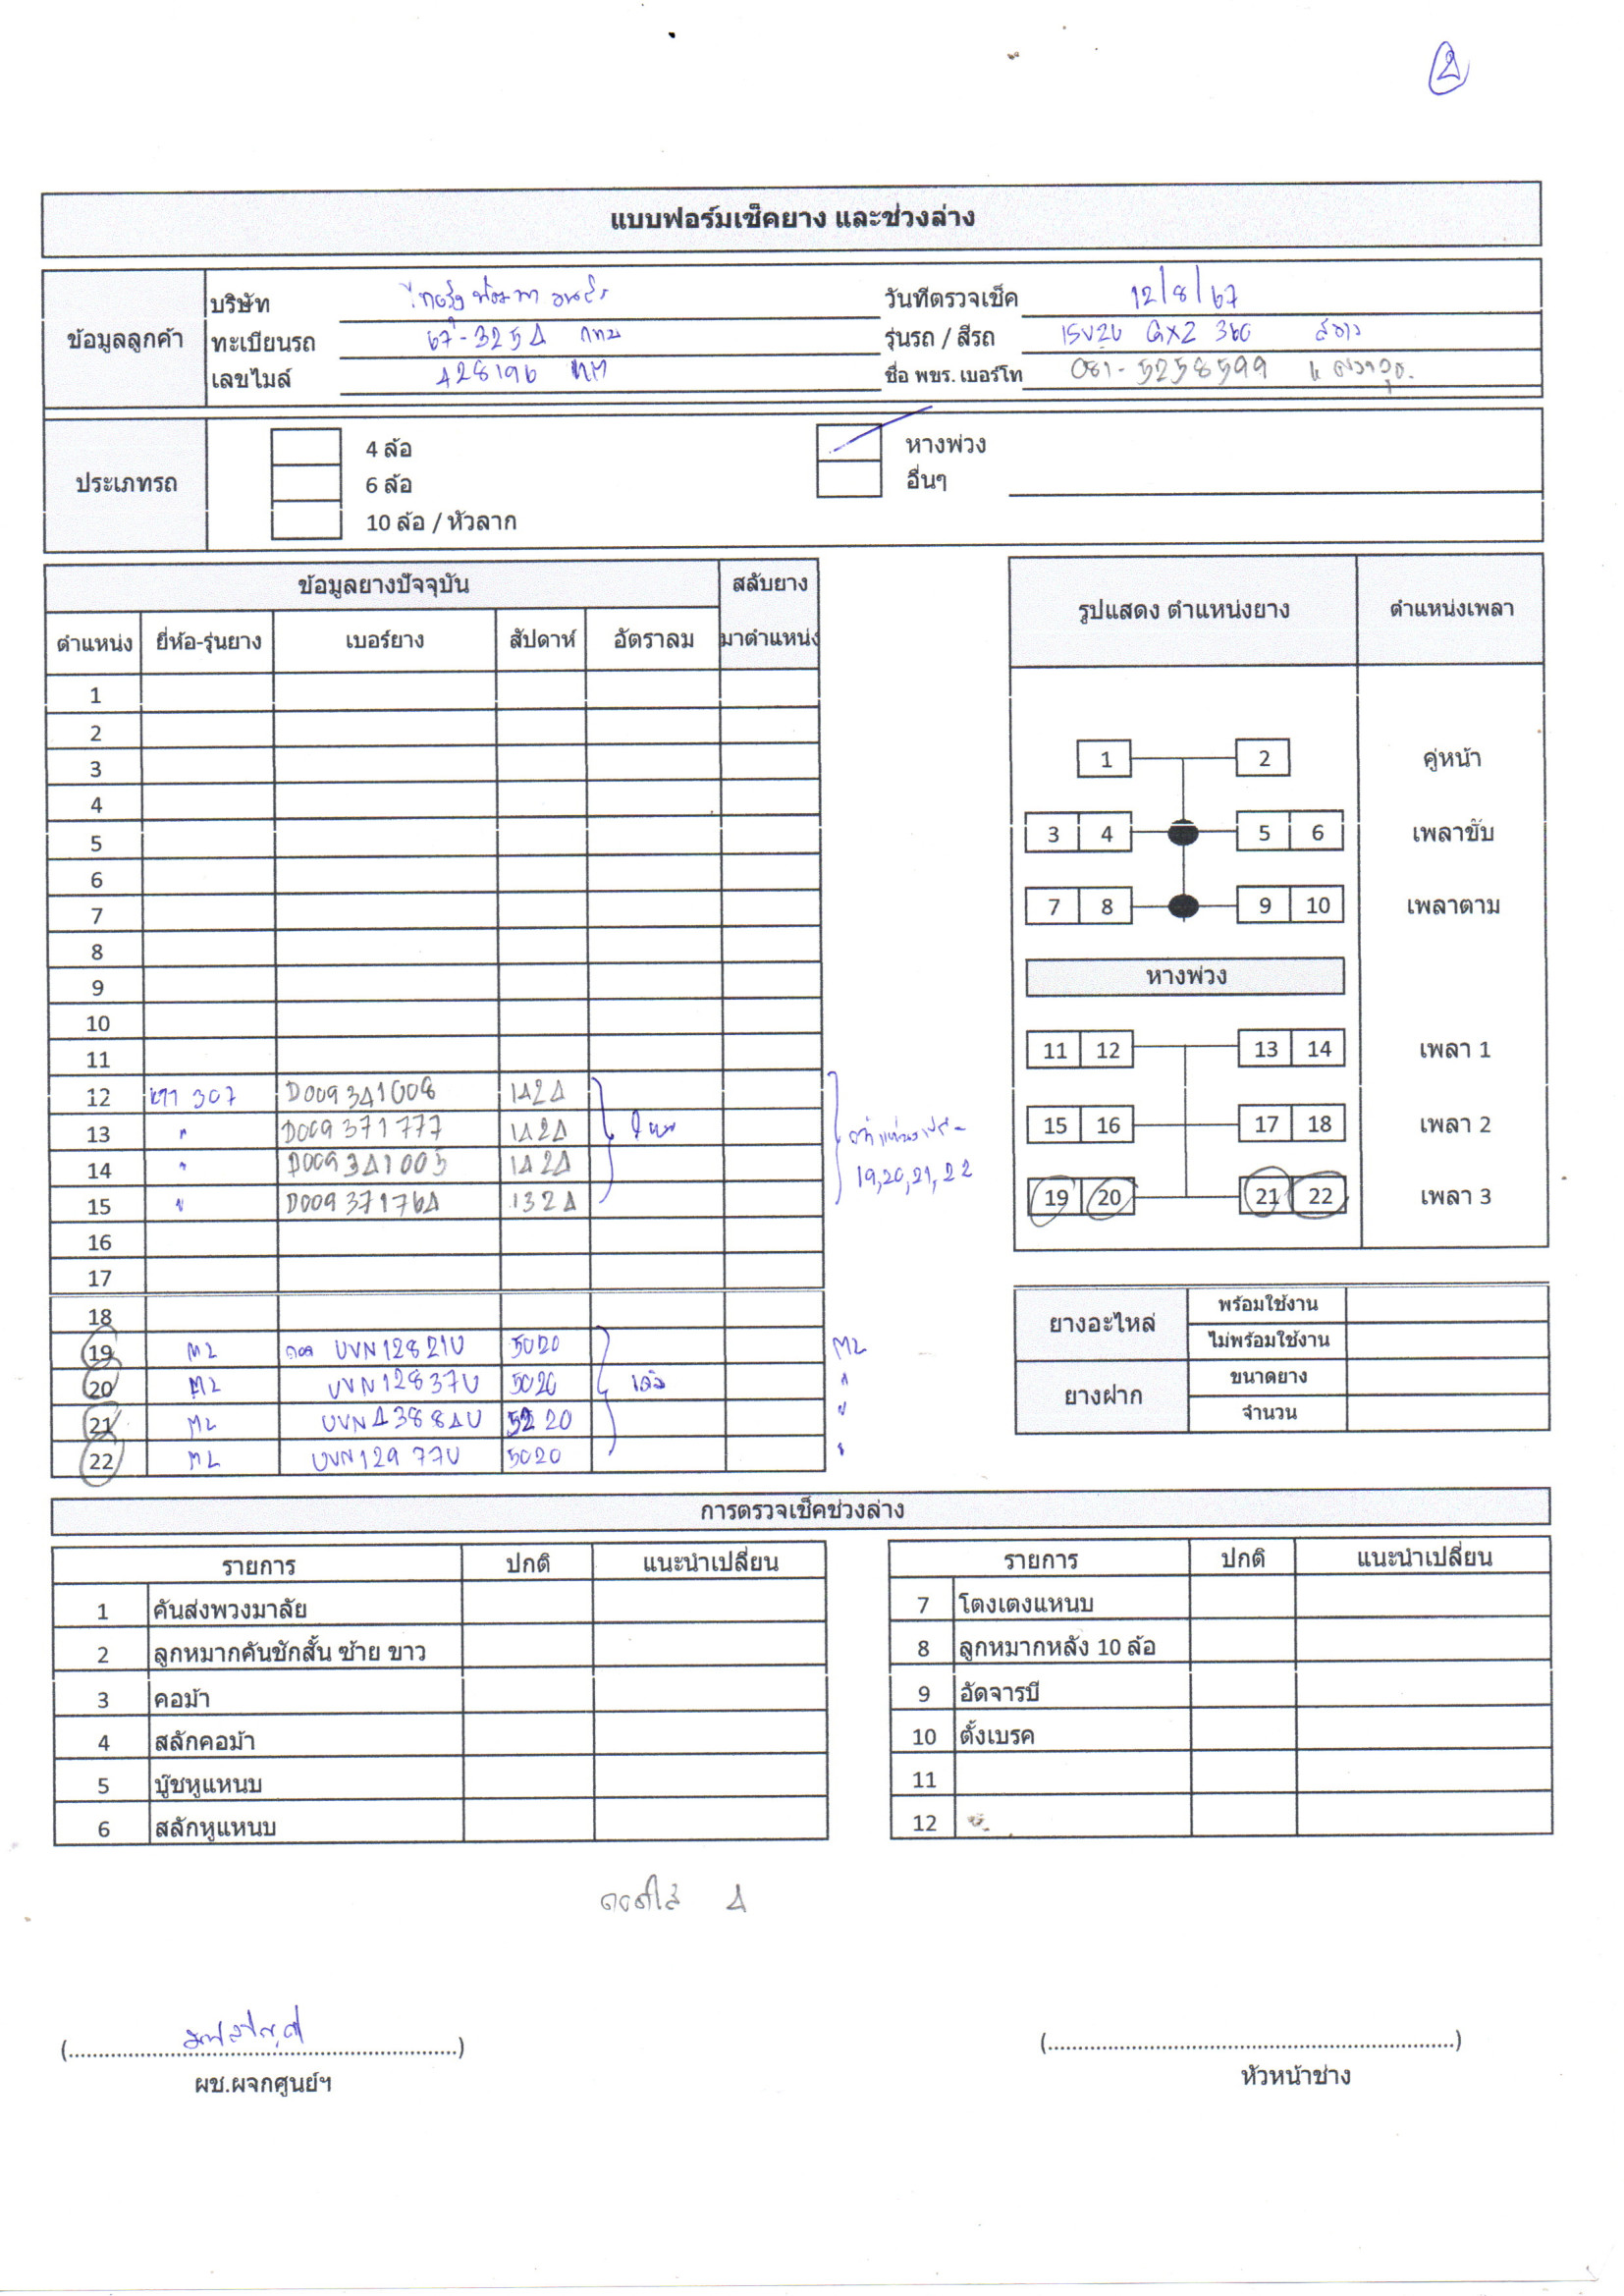 2
แบบฟอร์มเช็คยาง และช่วงล่าง
ข้อมูลลูกค้า
บริษัท
วันที่ตรวจเช็ค 12/8/67
ทะเบียนรถ 67-3254 กทม
รุ่นรถ / สีรถ ISUZU GXZ 360 สีขาว
เลขไมล์ 428196 KM
ชื่อ พขร. เบอร์โท 081-5258599
ประเภทรถ
4 ล้อ
หางพ่วง
6 ล้อ
อื่นๆ
10 ล้อ / หัวลาก
ข้อมูลยางปัจจุบัน สลับยาง
ตำแหน่ง ยี่ห้อ-รุ่นยาง เบอร์ยาง สัปดาห์ อัตราลม มาตำแหน่ง
1
2
3
4
5
6
7
8
9
10
11
12 307 D009341008 1424
13 " D009371777 1424 ใหม่
14 " D009341005 1424
15 " D009371764 1324
19,20,21,22
16
17
18
19 ML UVN12821U 5020 ML
20 ML UVN12837U 5020 เดิม "
21 ML UVN43884U 5220 "
22 ML UVN12977U 5020 "
รูปแสดง ตำแหน่งยาง ตำแหน่งเพลา
1 2 คู่หน้า
3 4 5 6 เพลาขับ
7 8 9 10 เพลาตาม
หางพ่วง
11 12 13 14 เพลา 1
15 16 17 18 เพลา 2
19 20 21 22 เพลา 3
ยางอะไหล่ พร้อมใช้งาน
ไม่พร้อมใช้งาน
ยางฝาก ขนาดยาง
จำนวน
การตรวจเช็คช่วงล่าง
รายการ ปกติ แนะนำเปลี่ยน
1 คันส่งพวงมาลัย
2 ลูกหมากคันชักสั้น ซ้าย ขาว
3 คอม้า
4 สลักคอม้า
5 บู๊ชหูแหนบ
6 สลักหูแหนบ
รายการ ปกติ แนะนำเปลี่ยน
7 โตงเตงแหนบ
8 ลูกหมากหลัง 10 ล้อ
9 อัดจารบี
10 ตั้งเบรค
11
12
4
(....................)
ผช.ผจกศูนย์ฯ
(....................)
หัวหน้าช่าง